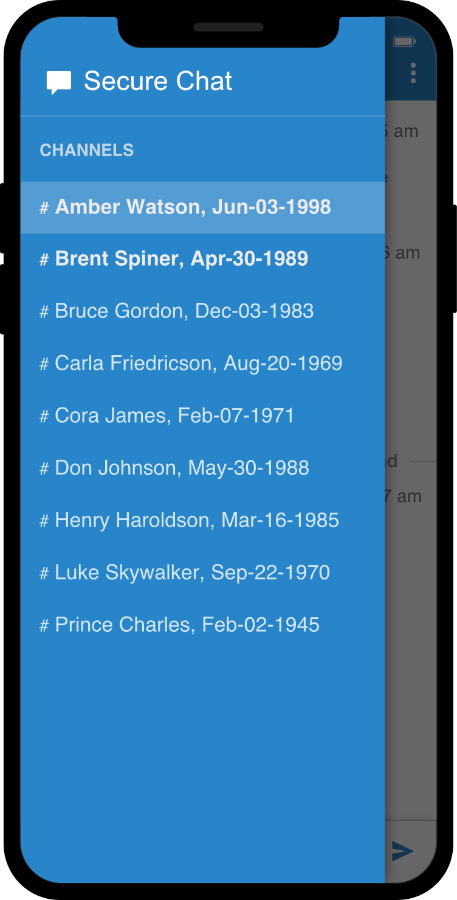 Secure Chat
CHANNELS
# Amber Watson, Jun-03-1998
# Brent Spiner, Apr-30-1989
# Bruce Gordon, Dec-03-1983
# Carla Friedricson, Aug-20-1969
# Cora James, Feb-07-1971
# Don Johnson, May-30-1988
# Henry Haroldson, Mar-16-1985
# Luke Skywalker, Sep-22-1970
# Prince Charles, Feb-02-1945
5 am
6 am
7 am